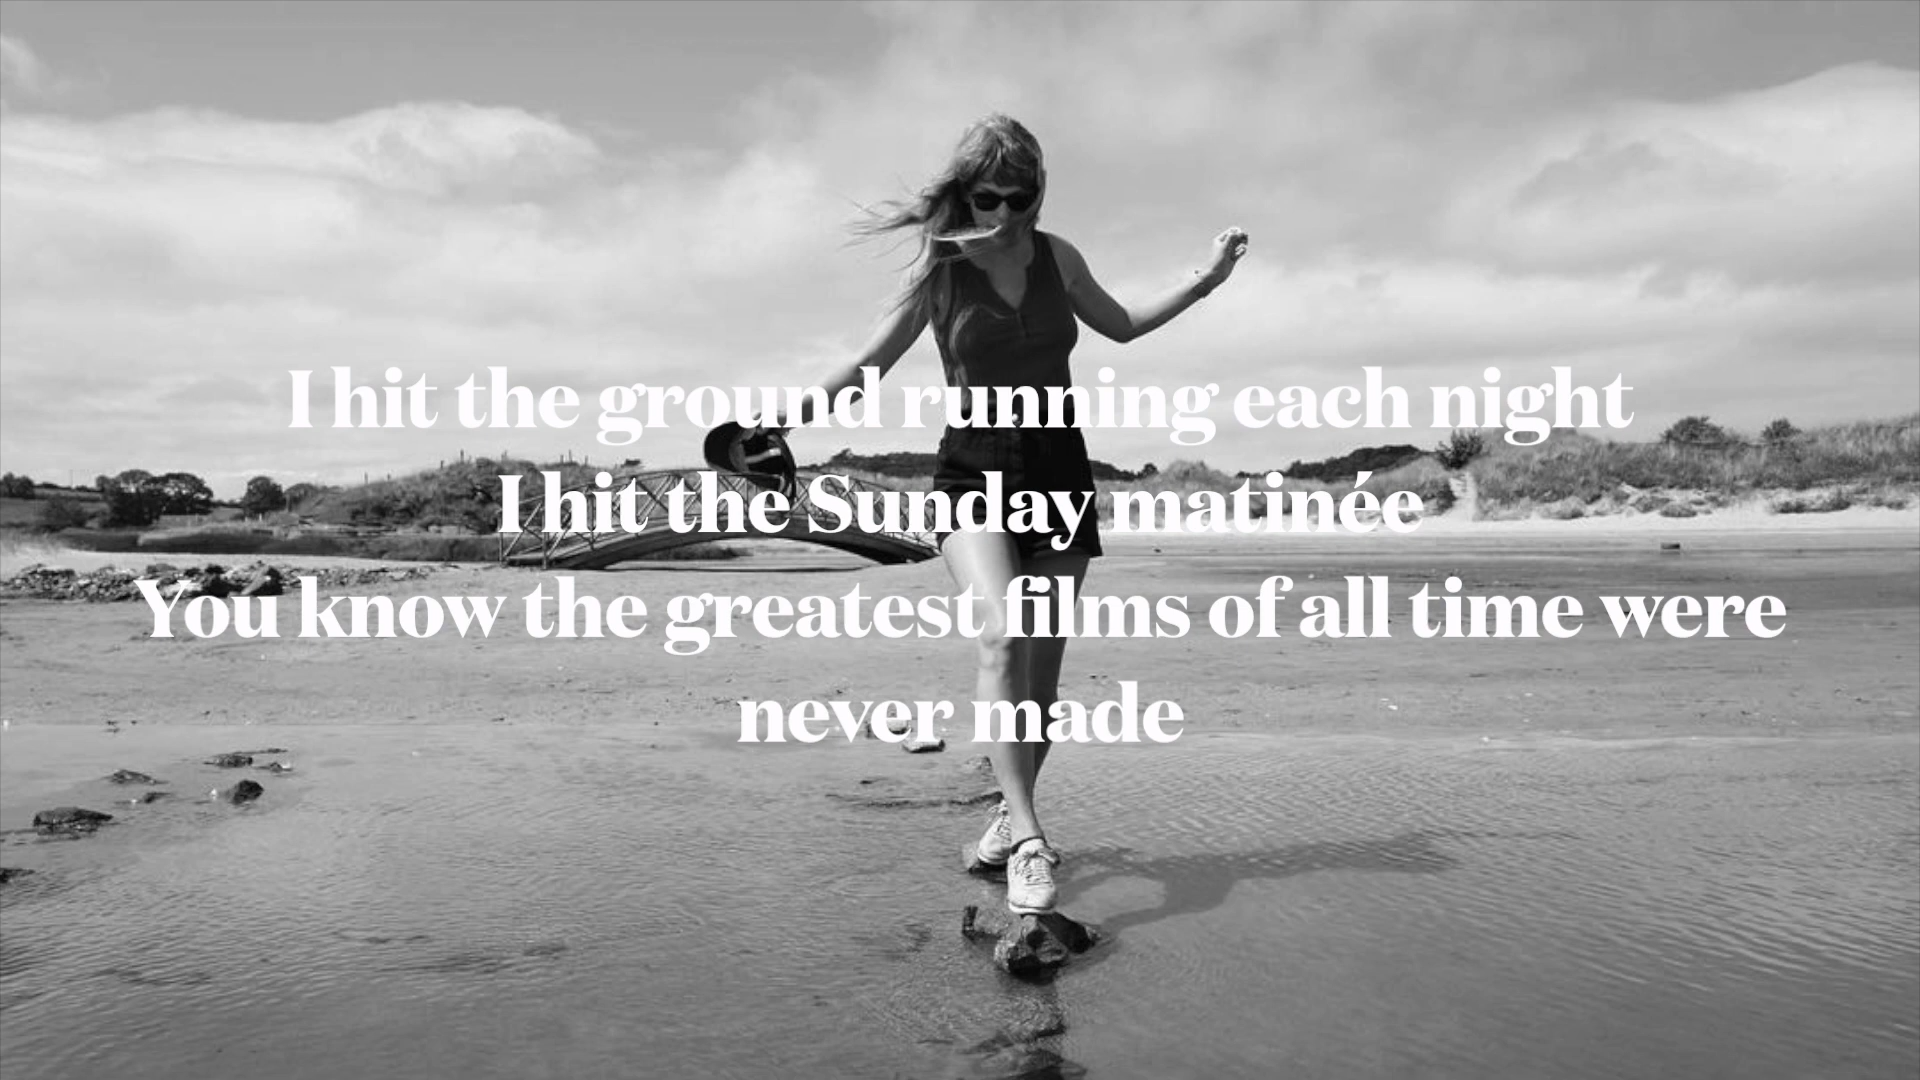 I hit the ground running each night
I hit the Sunday matinée
You know the greatest films of all time were
never made